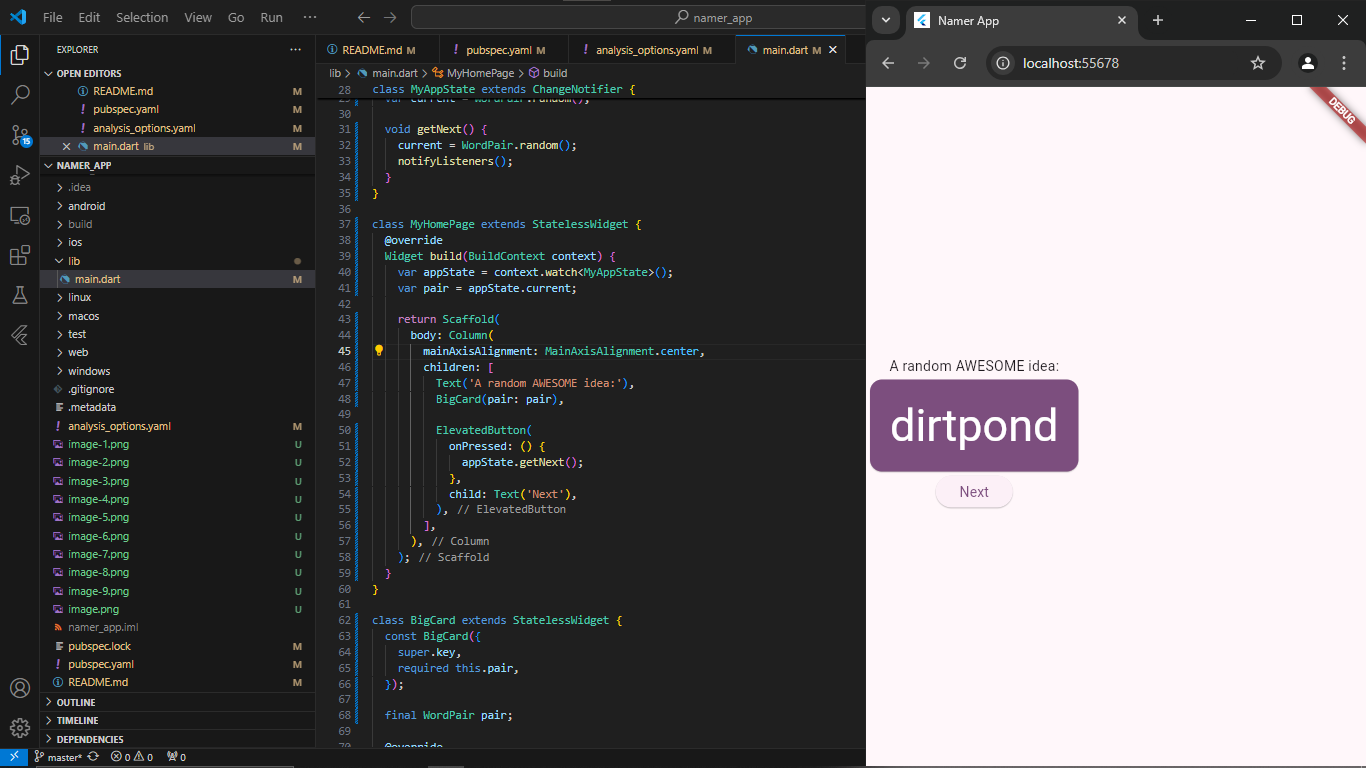 File Edit Selection View Go Run ··· namer_app
EXPLORER
OPEN EDITORS
README.md M
pubspec.yaml M
analysis_options.yaml M
main.dart lib M
NAMER_APP
.idea
android
build
ios
lib
main.dart M
linux
macos
test
web
windows
.gitignore
.metadata
analysis_options.yaml M
image-1.png U
image-2.png U
image-3.png U
image-4.png U
image-5.png U
image-6.png U
image-7.png U
image-8.png U
image-9.png U
image.png U
namer_app.iml
pubspec.lock M
pubspec.yaml M
README.md M
OUTLINE
TIMELINE
DEPENDENCIES
15
master* 0 0 0
README.md M pubspec.yaml M analysis_options.yaml M main.dart M
lib > main.dart > MyHomePage > build
28 class MyAppState extends ChangeNotifier {
29 var current = WordPair.random();
30
31 void getNext() {
32 current = WordPair.random();
33 notifyListeners();
34 }
35 }
36
37 class MyHomePage extends StatelessWidget {
38 @override
39 Widget build(BuildContext context) {
40 var appState = context.watch<MyAppState>();
41 var pair = appState.current;
42
43 return Scaffold(
44 body: Column(
45 mainAxisAlignment: MainAxisAlignment.center,
46 children: [
47 Text('A random AWESOME idea:'),
48 BigCard(pair: pair),
49
50 ElevatedButton(
51 onPressed: () {
52 appState.getNext();
53 },
54 child: Text('Next'),
55 ), // ElevatedButton
56 ],
57 ), // Column
58 ); // Scaffold
59 }
60 }
61
62 class BigCard extends StatelessWidget {
63 const BigCard({
64 super.key,
65 required this.pair,
66 });
67
68 final WordPair pair;
69
70 @override
Namer App
localhost:55678
DEBUG
A random AWESOME idea:
dirtpond
Next